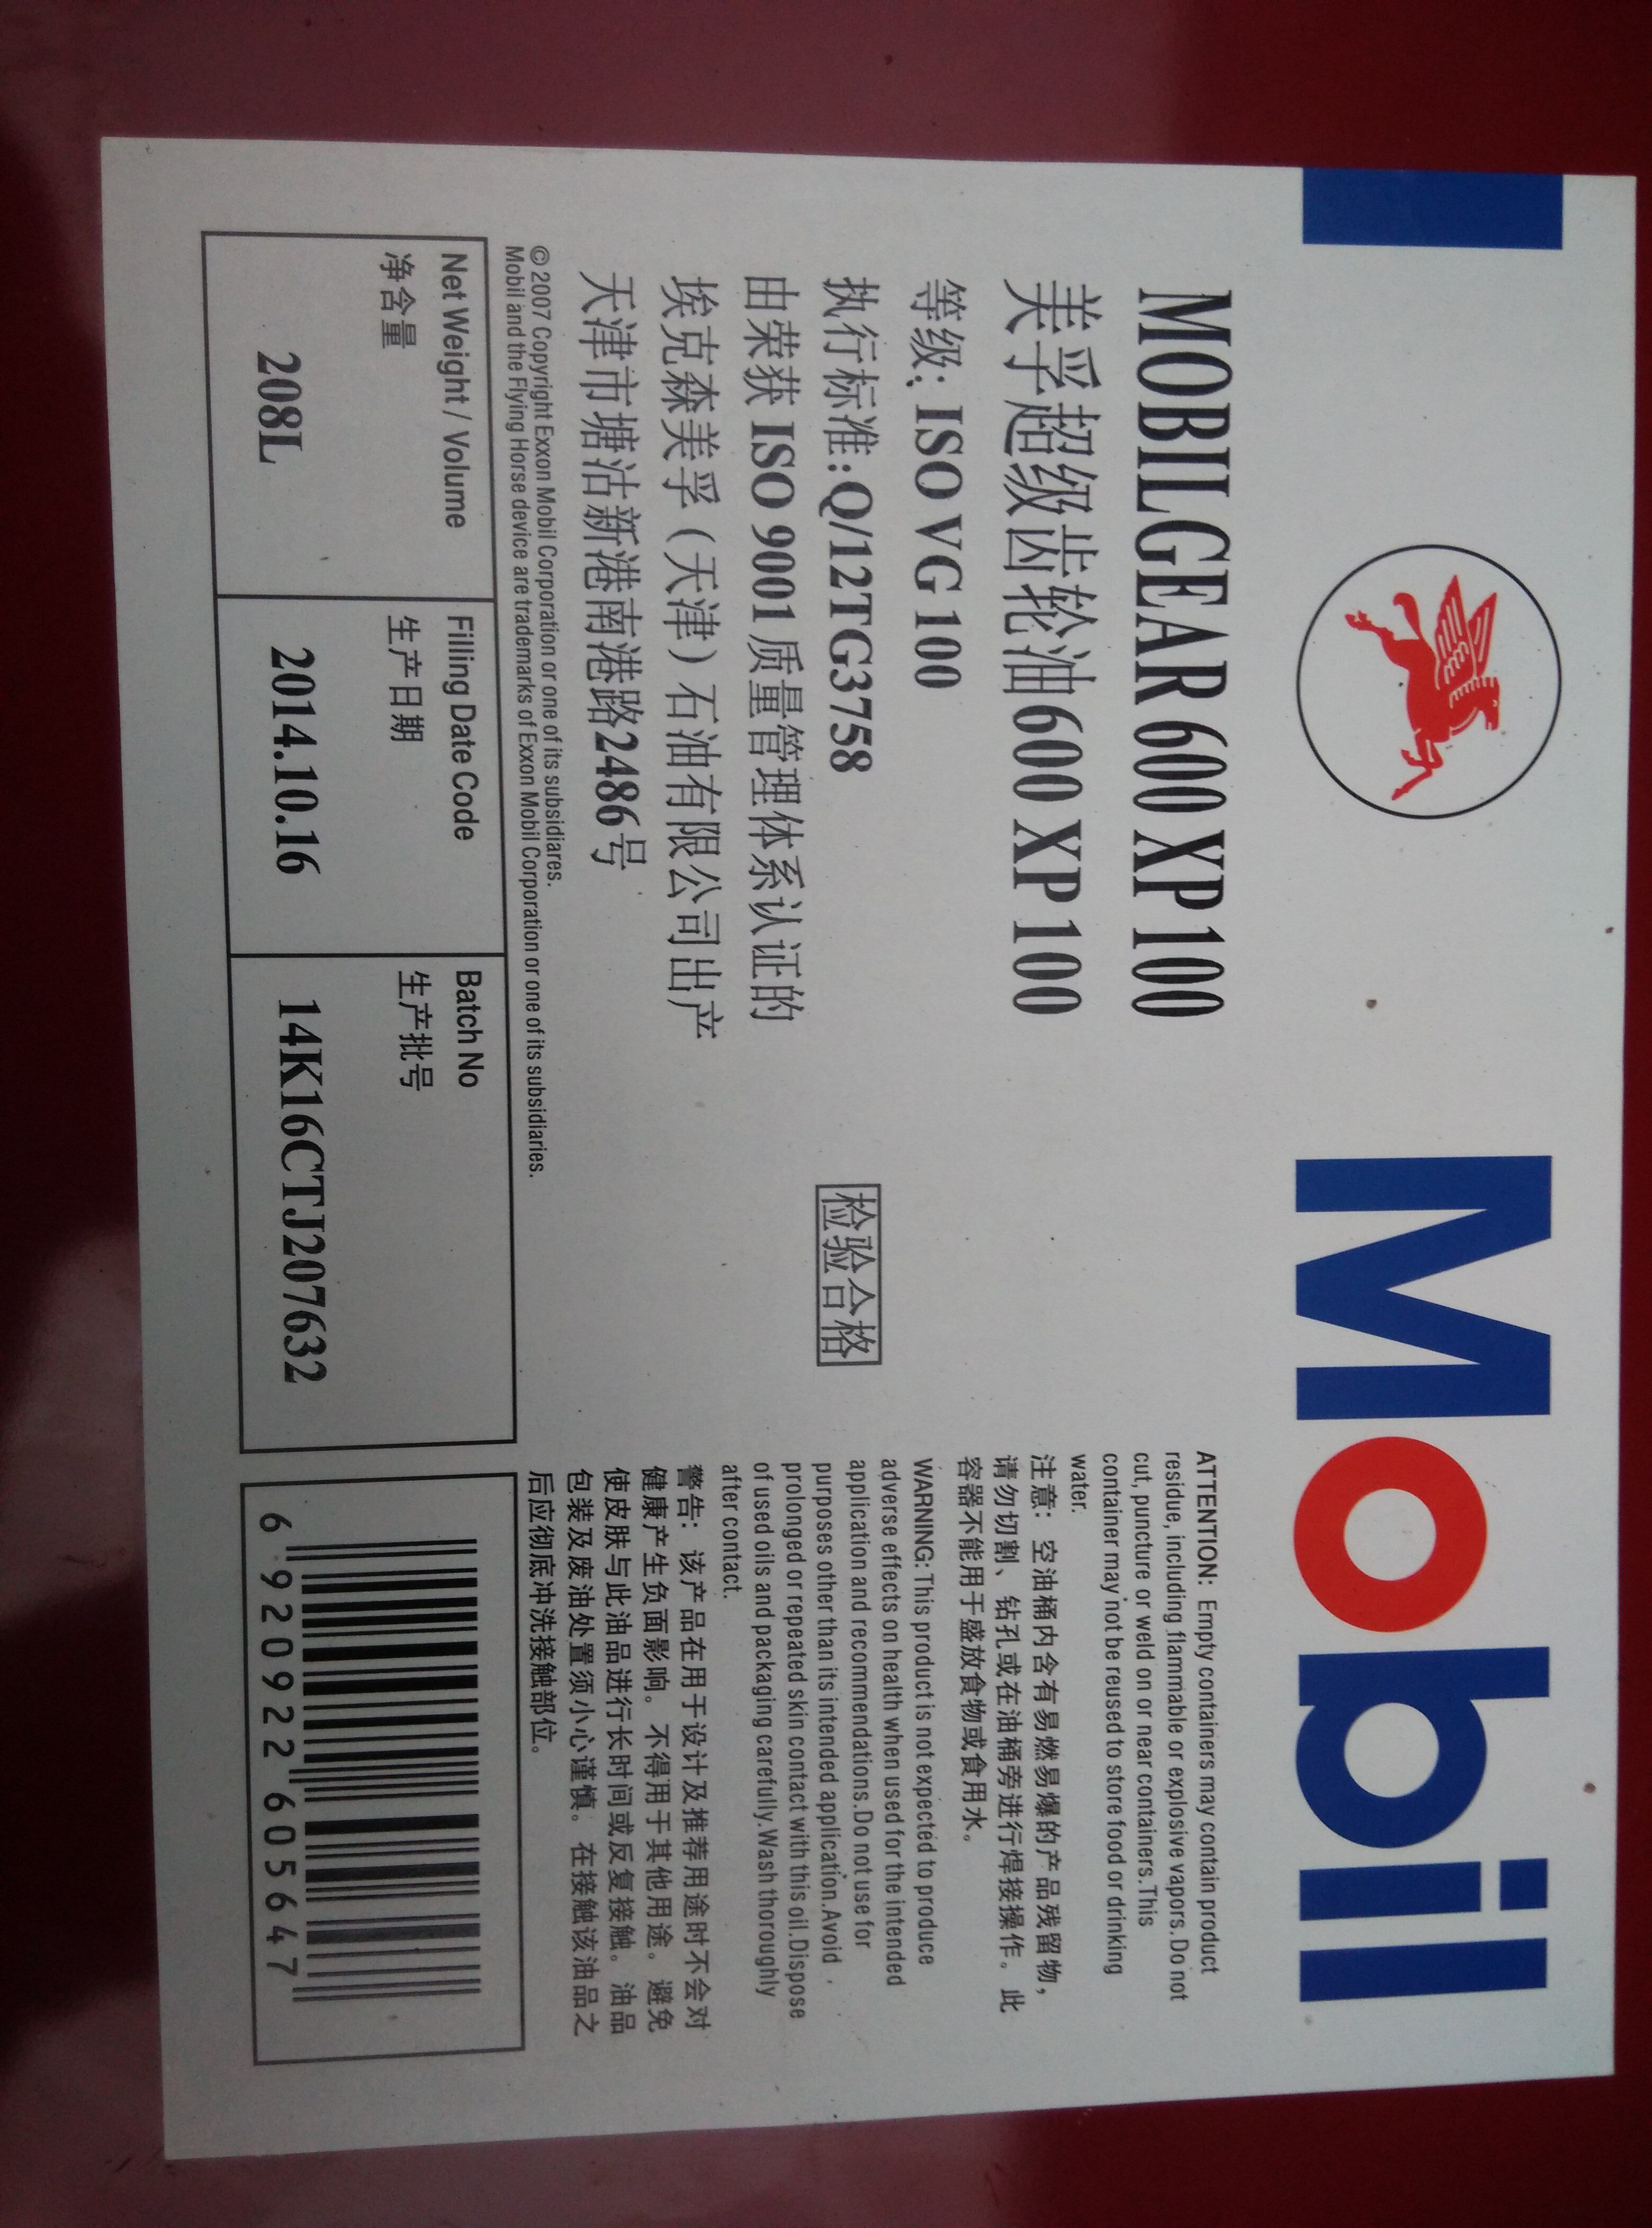 Mobil
MOBILGEAR 600 XP 100
美孚超级齿轮油600 XP 100
等级: ISO VG 100
执行标准:Q/12TG3758
由荣获 ISO 9001 质量管理体系认证的
埃克森美孚 (天津) 石油有限公司出产
天津市塘沽新港南港路2486号
检验合格
© 2007 Copyright Exxon Mobil Corporation or one of its subsidiares.
Mobil and the Flying Horse device are trademarks of Exxon Mobil Corporation or one of its subsidiaries.
Net Weight / Volume
净含量
208L
Filling Date Code
生产日期
2014.10.16
Batch No
生产批号
14K16CTJ207632
ATTENTION: Empty containers may contain product
residue, including flammable or explosive vapors.Do not
cut, puncture or weld on or near containers.This
container may not be reused to store food or drinking
water.
注意：空油桶内含有易燃易爆的产品残留物，
请勿切割、钻孔或在油桶旁进行焊接操作。此
容器不能用于盛放食物或食用水。
WARNING: This product is not expected to produce
adverse effects on health when used for the intended
application and recommendations.Do not use for
purposes other than its intended application.Avoid
prolonged or repeated skin contact with this oil.Dispose
of used oils and packaging carefully.Wash thoroughly
after contact.
警告：该产品在用于设计及推荐用途时不会对
健康产生负面影响。不得用于其他用途。避免
使皮肤与此油品进行长时间或反复接触。油品
包装及废油处置须小心谨慎。在接触该油品之
后应彻底冲洗接触部位。
6 920922 605647